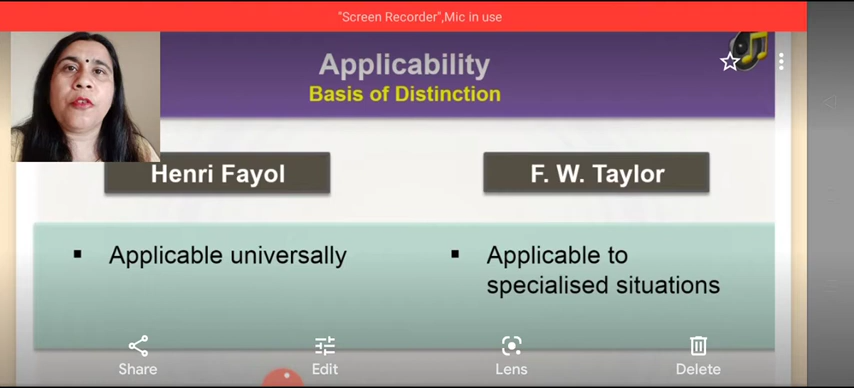 "Screen Recorder",Mic in use
Applicability
Basis of Distinction
Henri Fayol
F. W. Taylor
▪ Applicable universally
▪ Applicable to
specialised situations
Share
Edit
Lens
Delete